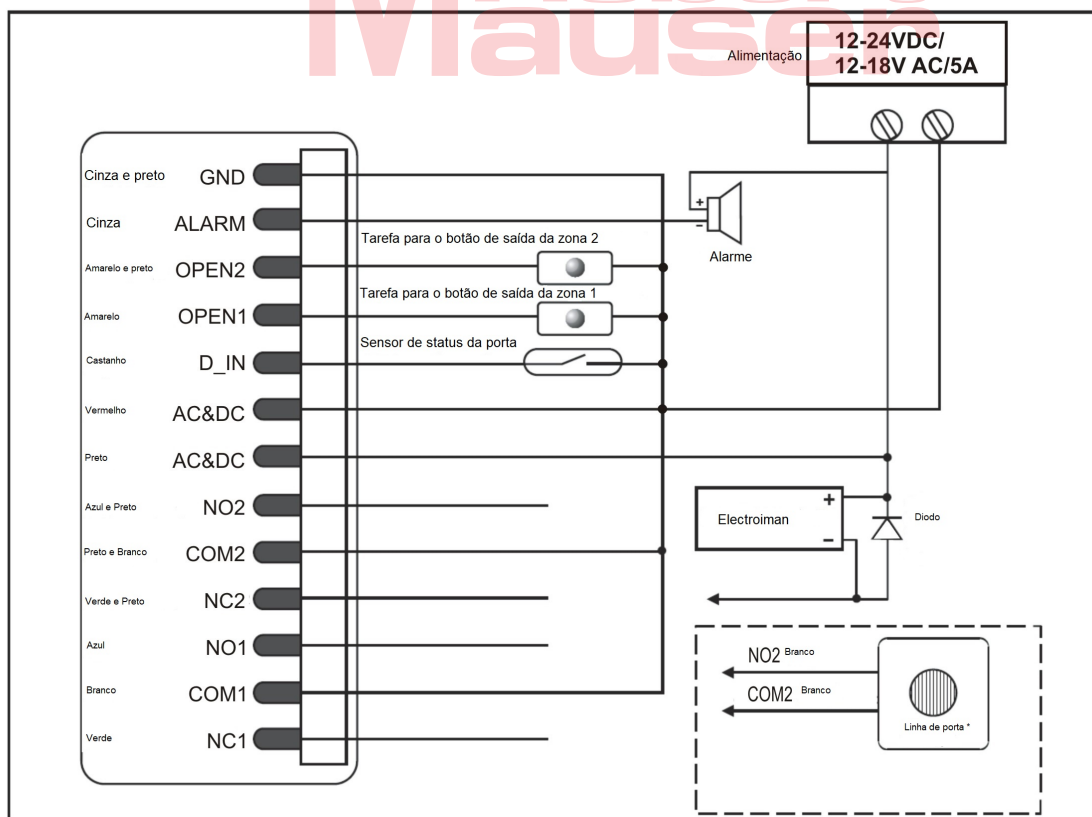 Mauser
Alimentação
12-24VDC/
12-18V AC/5A
Cinza e preto GND
Cinza ALARM
+
-
Alarme
Tarefa para o botão de saída da zona 2
Amarelo e preto OPEN2
Tarefa para o botão de saída da zona 1
Amarelo OPEN1
Sensor de status da porta
Castanho D_IN
Vermelho AC&DC
Preto AC&DC
Azul e Preto NO2
Electroiman
+
-
Diodo
Preto e Branco COM2
Verde e Preto NC2
Azul NO1
Branco COM1
Verde NC1
NO2 Branco
COM2 Branco
Linha de porta *